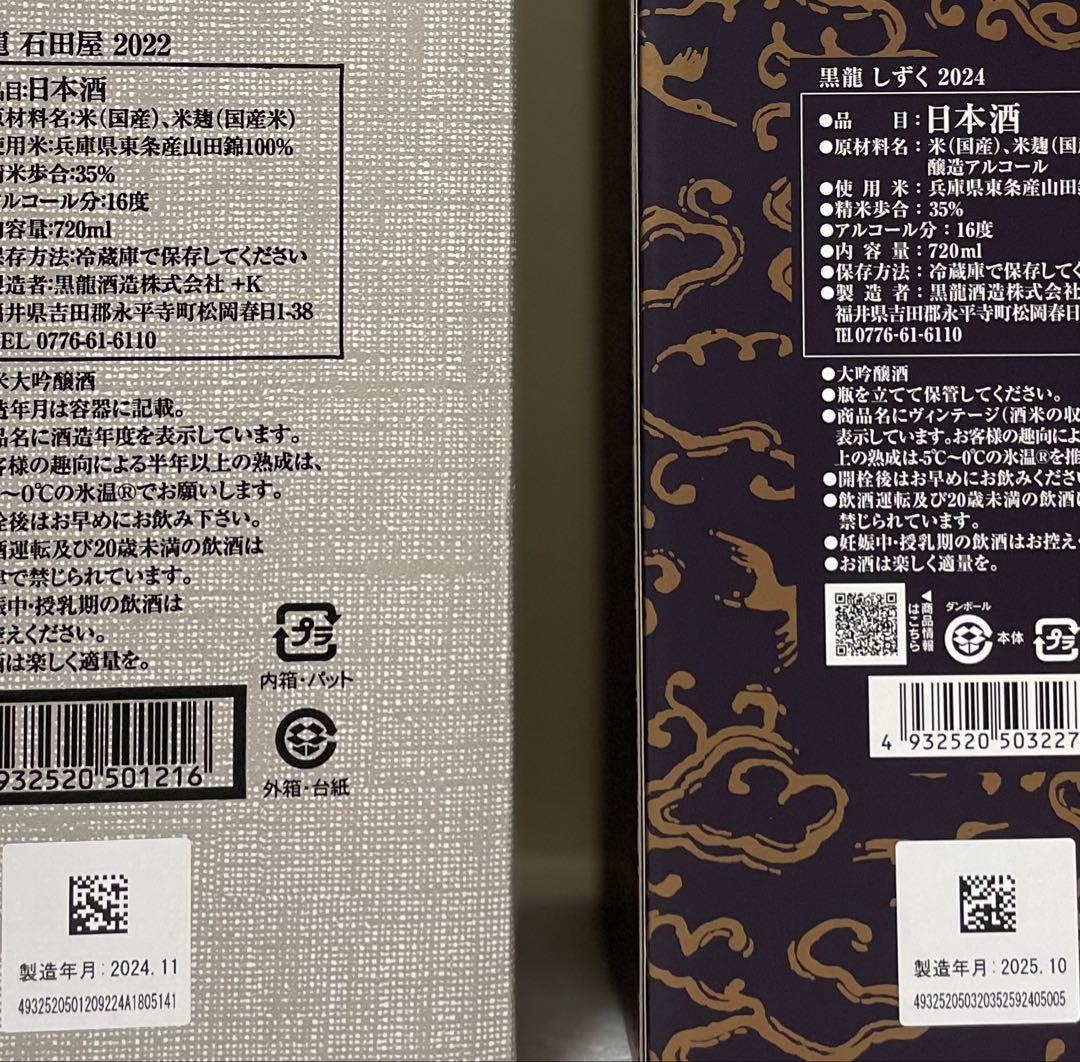 龍 石田屋 2022
品目:日本酒
原材料名:米(国産)、米麹(国産米)
使用米:兵庫県東条産山田錦100%
精米歩合:35%
アルコール分:16度
内容量:720ml
保存方法:冷蔵庫で保存してください
製造者:黒龍酒造株式会社 +K
福井県吉田郡永平寺町松岡春日1-38
TEL 0776-61-6110
米大吟醸酒
造年月は容器に記載。
品名に酒造年度を表示しています。
客様の趣向による半年以上の熟成は、
～0℃の氷温®でお願いします。
栓後はお早めにお飲み下さい。
酒運転及び20歳未満の飲酒は
律で禁じられています。
娠中・授乳期の飲酒は
控えください。
酒は楽しく適量を。
プラ
内箱・パット
外箱・台紙
932520 501216
製造年月:2024.11
4932520501209224A1805141
黒龍 しずく 2024
●品 目:日本酒
●原材料名:米(国産)、米麹(国
醸造アルコール
●使用米:兵庫県東条産山田
●精米歩合:35%
●アルコール分:16度
●内容量:720ml
●保存方法:冷蔵庫で保存して
●製造者:黒龍酒造株式会社
福井県吉田郡永平寺町松岡春日
TEL0776-61-6110
●大吟醸酒
●瓶を立てて保管してください。
●商品名にヴィンテージ(酒米の収
表示しています。お客様の趣向によ
上の熟成は-5℃～0℃の氷温®を推
●開栓後はお早めにお飲みくださ
●飲酒運転及び20歳未満の飲酒
禁じられています。
●妊娠中・授乳期の飲酒はお控え
●お酒は楽しく適量を。
◀商品情報はこちら
ダンボール
本体
プラ
4 932520 503227
製造年月:2025.10
493252050320352592405005